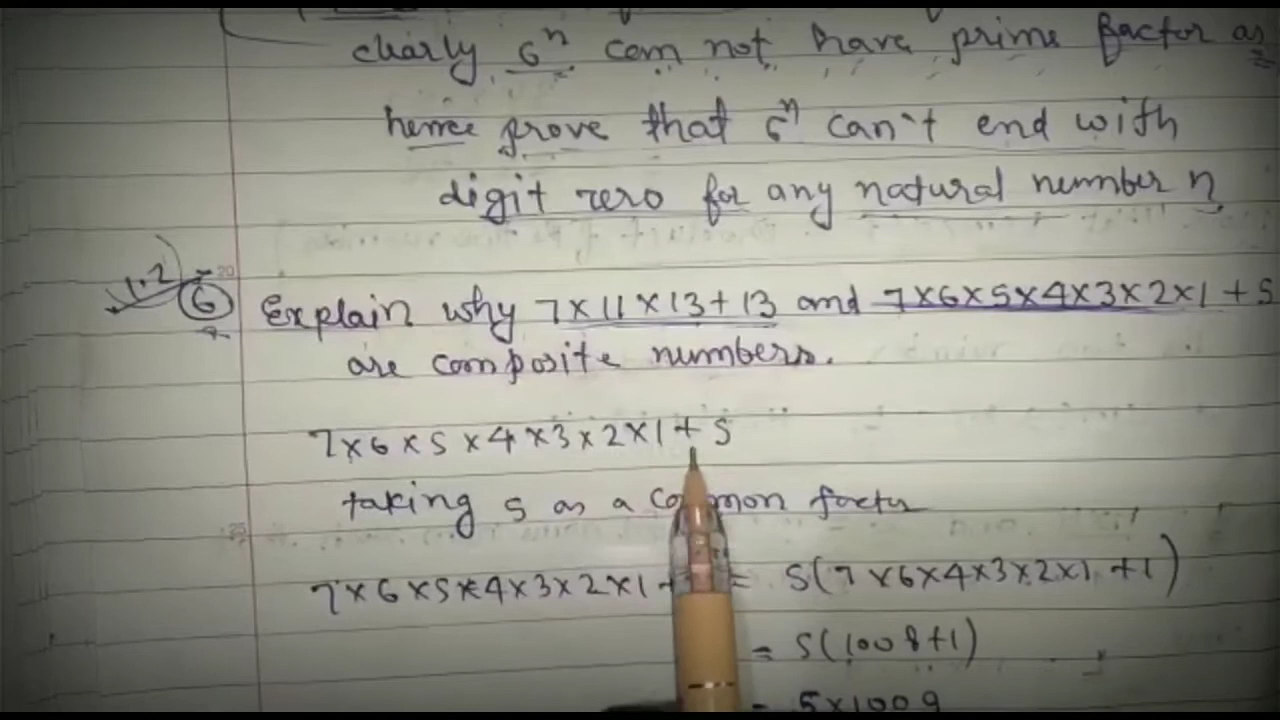 clearly 6ⁿ can not have prime factor as
hence prove that 6ⁿ can't end with
digit zero for any natural number n
1.2
6 Explain why 7×11×13+13 and 7×6×5×4×3×2×1+5
are composite numbers.
7×6×5×4×3×2×1+5
taking 5 as a common factor
7×6×5×4×3×2×1+ = 5(7×6×4×3×2×1+1)
= 5(1008+1)
= 5×1009